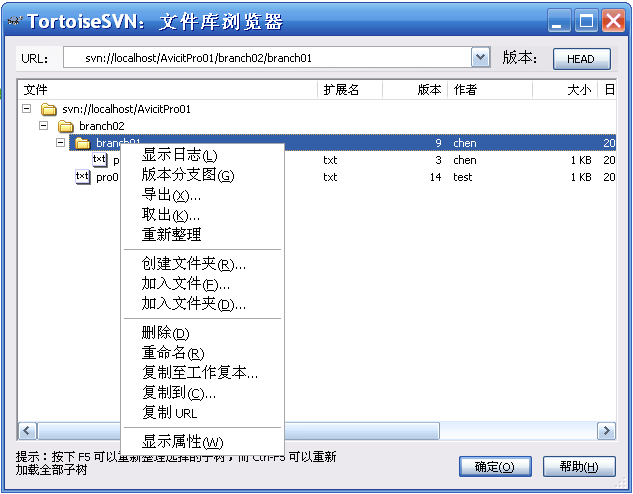 TortoiseSVN：文件库浏览器
URL: svn://localhost/AvicitPro01/branch02/branch01 版本： HEAD
文件 扩展名 版本 作者 大小 日
svn://localhost/AvicitPro01
branch02
branch01 9 chen 20
txt 3 chen 1 KB 20
pro0 txt 14 test 1 KB 20
显示日志(L)
版本分支图(G)
导出(X)...
取出(K)...
重新整理
创建文件夹(R)...
加入文件(F)...
加入文件夹(D)...
删除(D)
重命名(R)
复制至工作复本...
复制到(C)...
复制 URL
显示属性(W)
提示：按下 F5 可以重新整理选择的子树，而 Ctrl-F5 可以重新
加载全部子树
确定(O) 帮助(H)